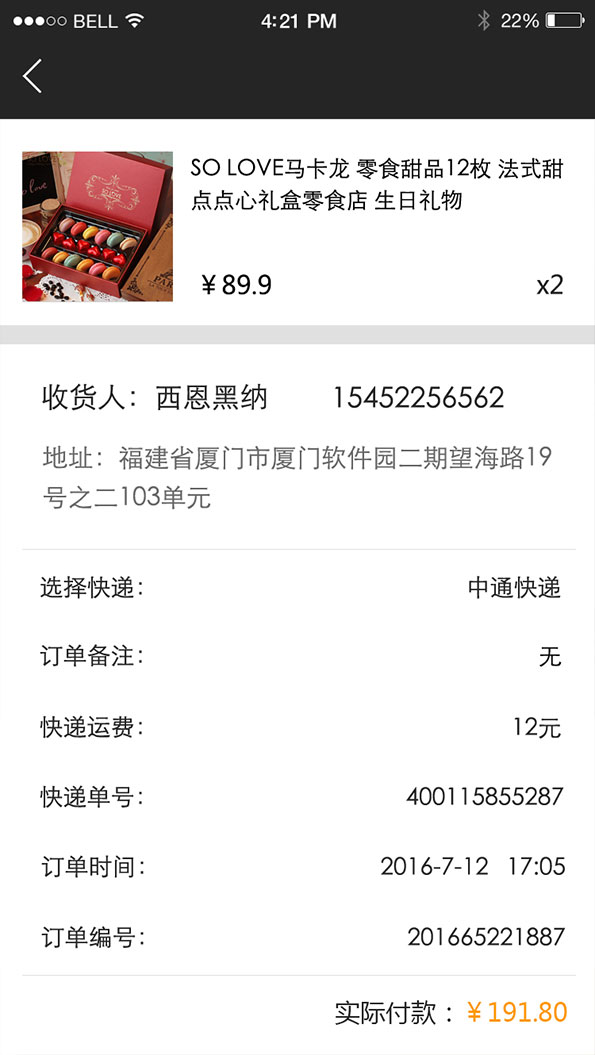 BELL 4:21 PM 22%
SO LOVE马卡龙 零食甜品12枚 法式甜
点点心礼盒零食店 生日礼物
￥89.9 x2
收货人：西恩黑纳 15452256562
地址：福建省厦门市厦门软件园二期望海路19
号之二103单元
选择快递： 中通快递
订单备注： 无
快递运费： 12元
快递单号： 400115855287
订单时间： 2016-7-12 17:05
订单编号： 201665221887
实际付款：￥191.80